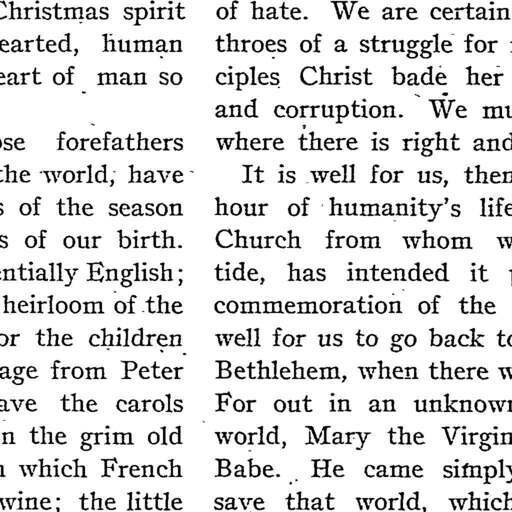 Christmas spirit
earted, human
eart of man so
se forefathers
the world, have
s of the season
s of our birth.
entially English;
heirloom of the
or the children
age from Peter
ave the carols
n the grim old
which French
wine; the little
of hate. We are certain
throes of a struggle for
ciples Christ bade her
and corruption. We mu
where there is right and
It is well for us, then
hour of humanity's life
Church from whom w
tide, has intended it
commemoration of the
well for us to go back to
Bethlehem, when there w
For out in an unknown
world, Mary the Virgin
Babe. He came simply
save that world, which